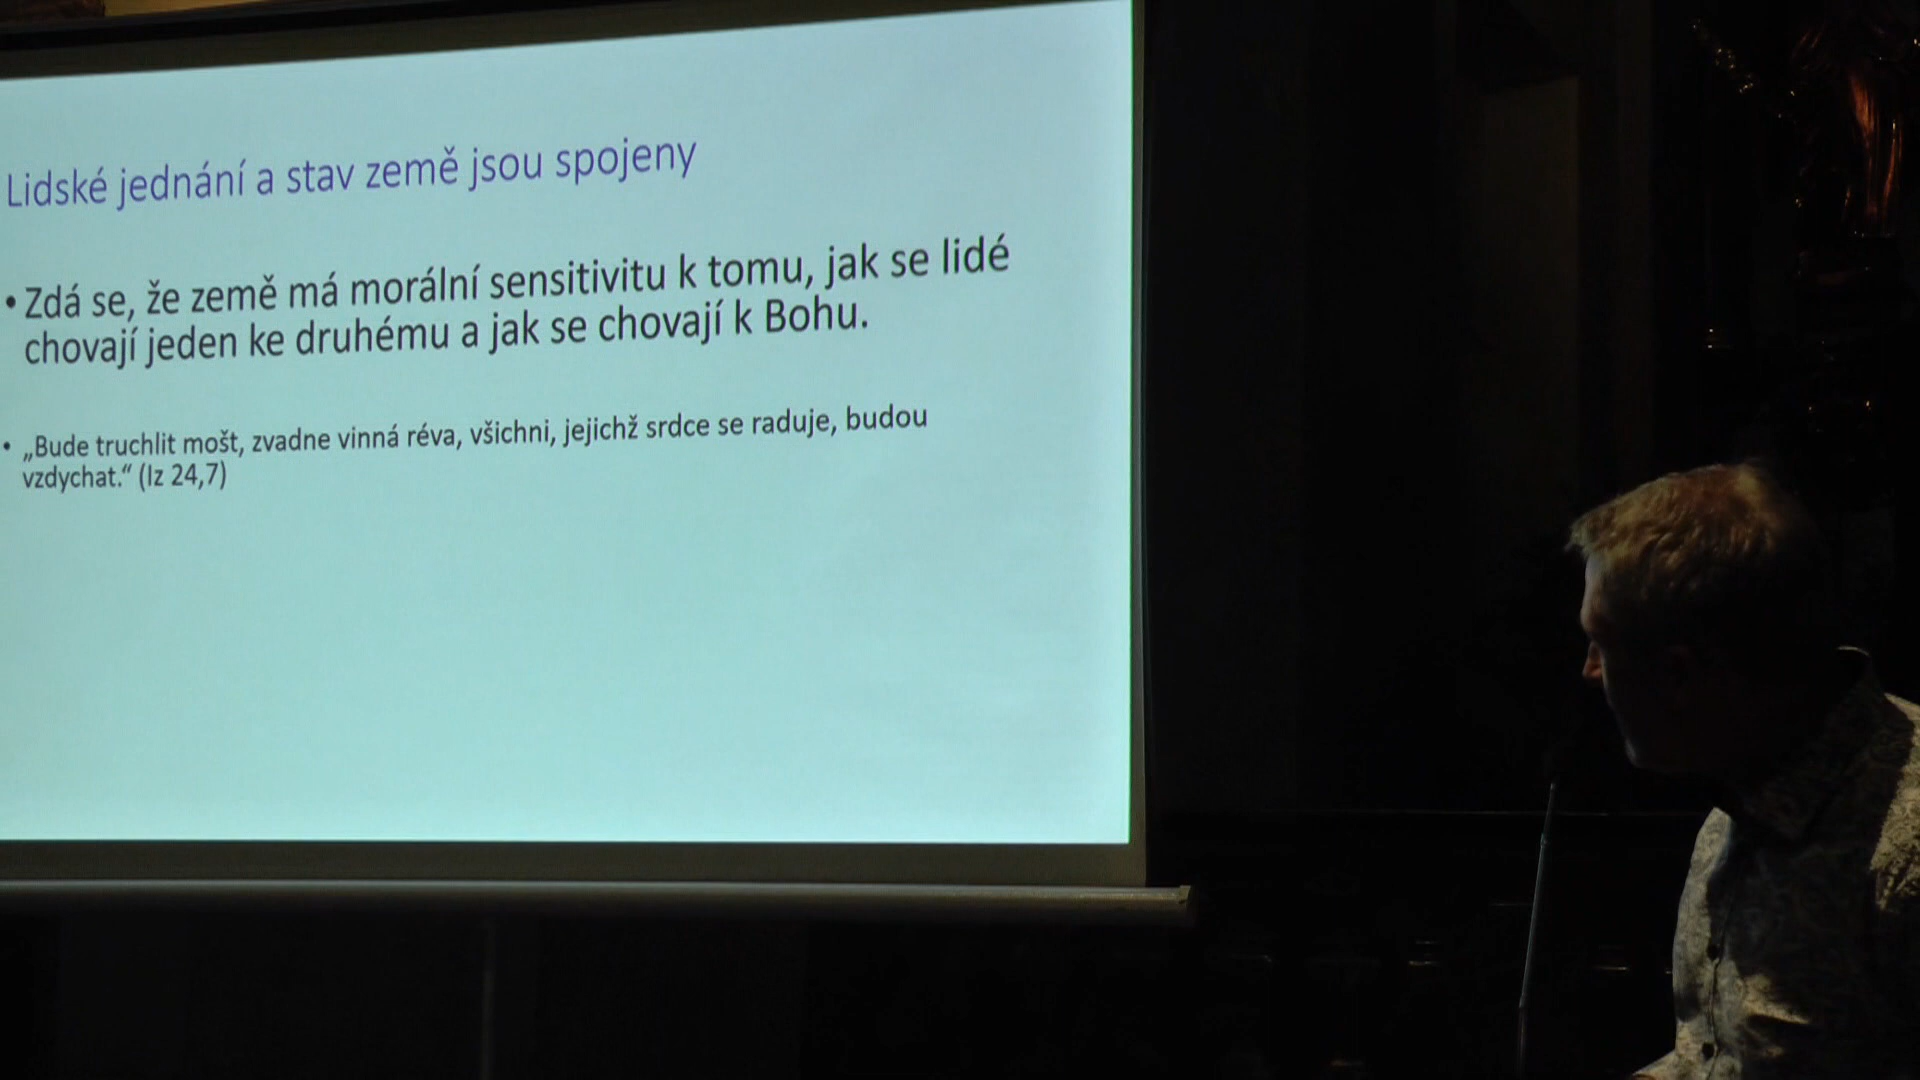 Lidské jednání a stav země jsou spojeny
• Zdá se, že země má morální sensitivitu k tomu, jak se lidé
chovají jeden ke druhému a jak se chovají k Bohu.
• „Bude truchlit mošt, zvadne vinná réva, všichni, jejichž srdce se raduje, budou
vzdychat.“ (Iz 24,7)